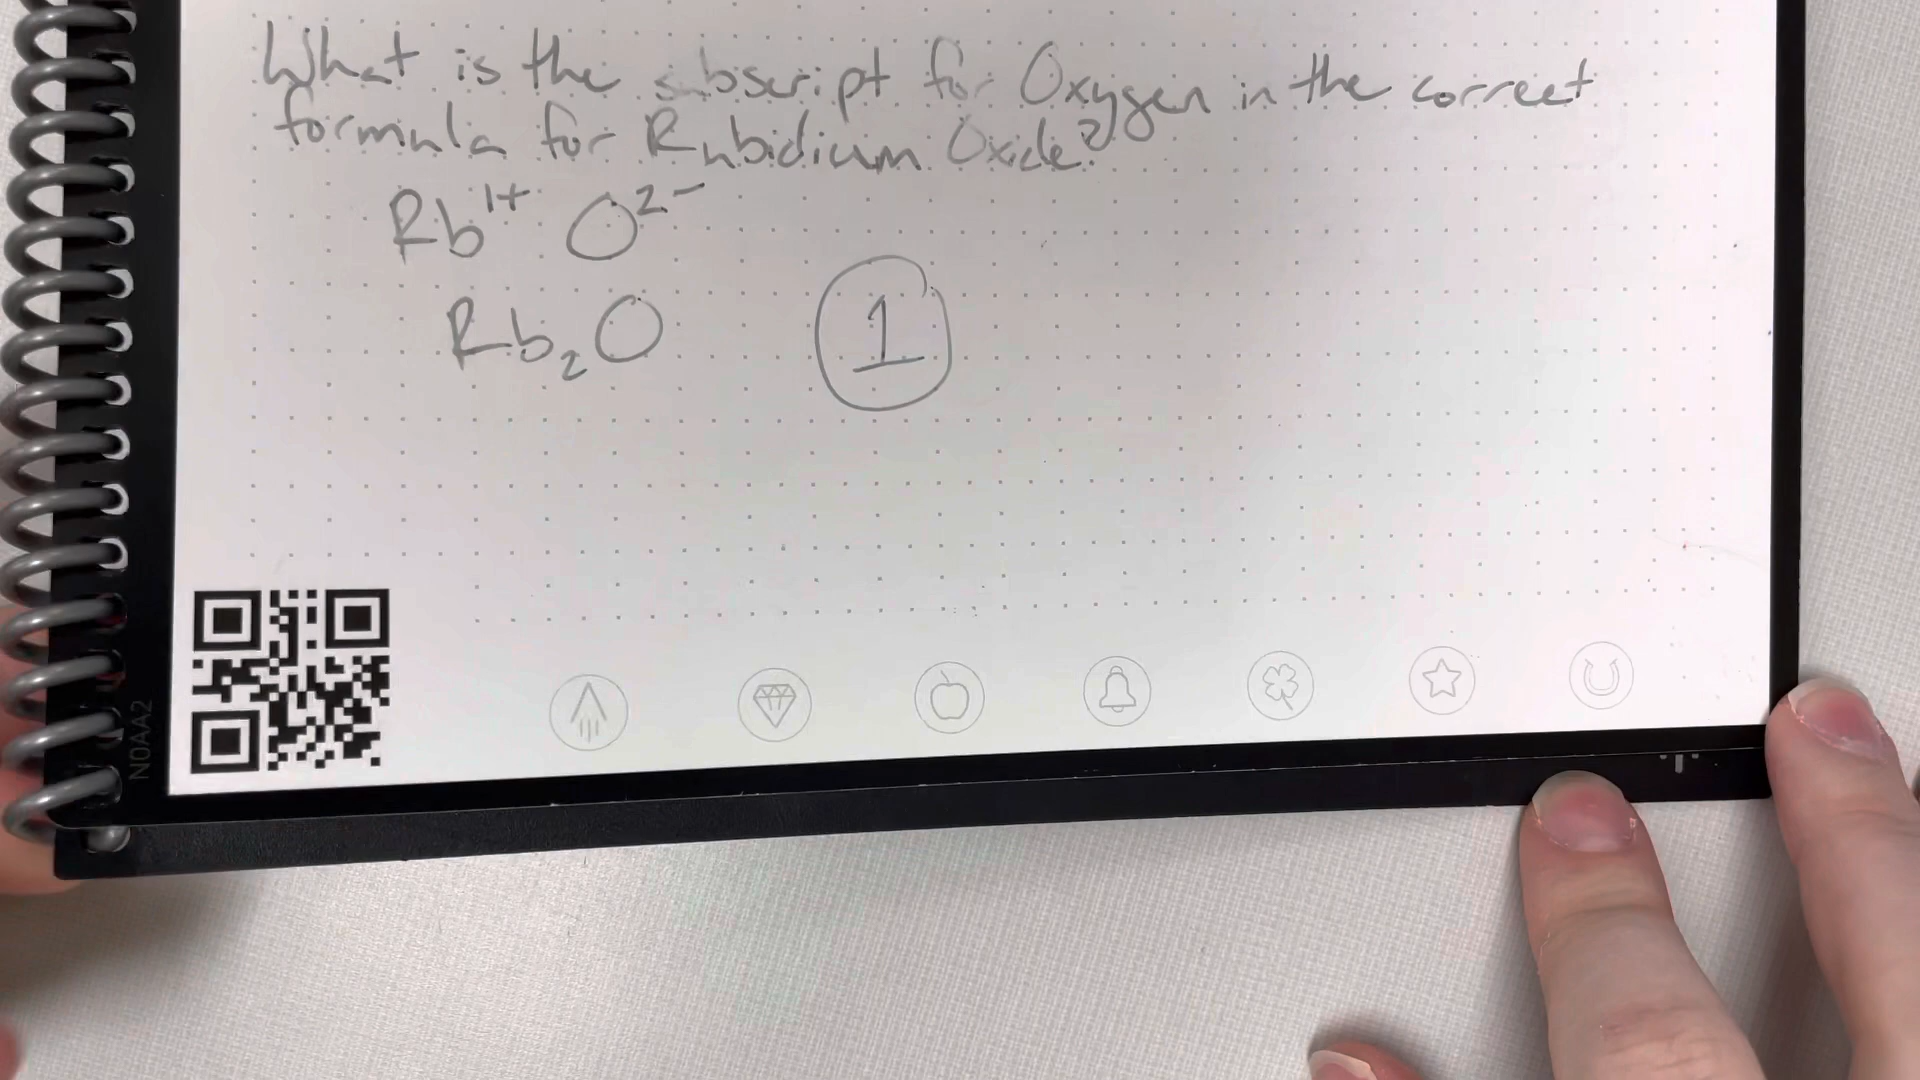 What is the subscript for Oxygen in the correct
formula for Rubidium Oxide?
Rb¹⁺ O²⁻
Rb₂O 1
N0AA2